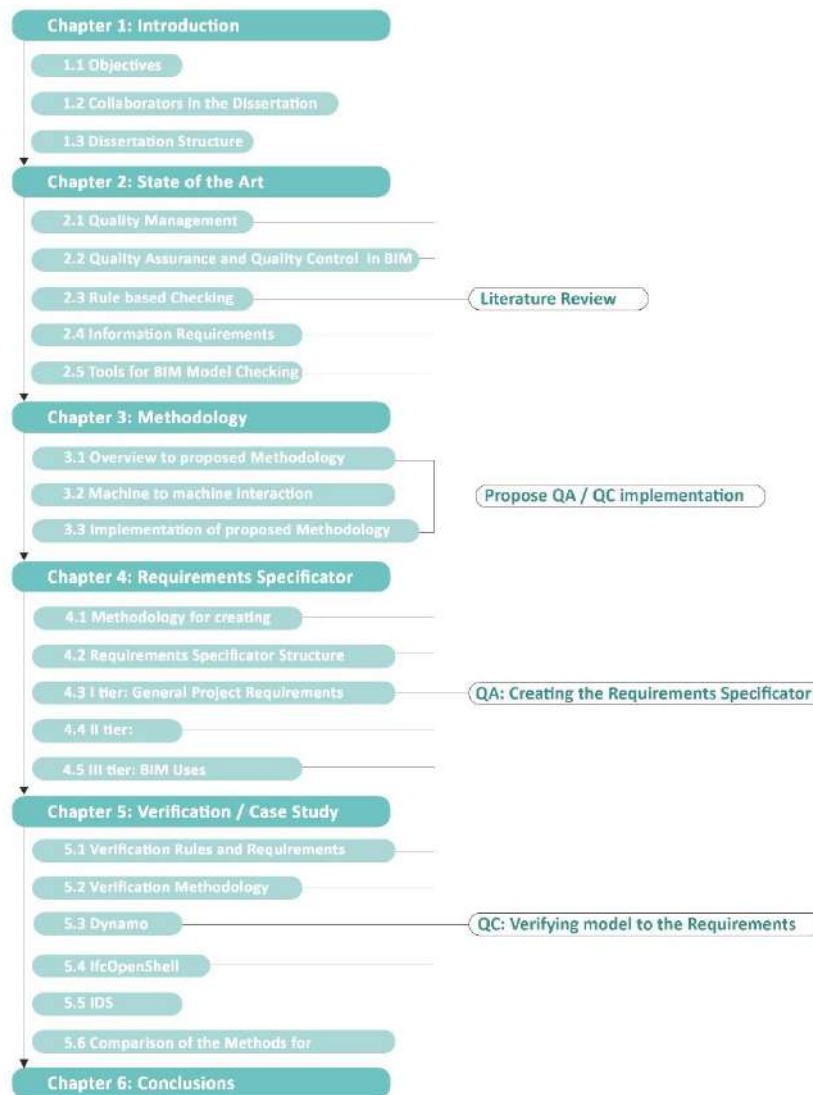 Chapter 1: Introduction
1.1 Objectives
1.2 Collaborators in the Dissertation
1.3 Dissertation Structure
Chapter 2: State of the Art
2.1 Quality Management
2.2 Quality Assurance and Quality Control in BIM
2.3 Rule based Checking
Literature Review
2.4 Information Requirements
2.5 Tools for BIM Model Checking
Chapter 3: Methodology
3.1 Overview to proposed Methodology
3.2 Machine to machine interaction
Propose QA / QC implementation
3.3 Implementation of proposed Methodology
Chapter 4: Requirements Specificator
4.1 Methodology for creating
4.2 Requirements Specificator Structure
4.3 I tier: General Project Requirements
QA: Creating the Requirements Specificator
4.4 II tier:
4.5 III tier: BIM Uses
Chapter 5: Verification / Case Study
5.1 Verification Rules and Requirements
5.2 Verification Methodology
5.3 Dynamo
QC: Verifying model to the Requirements
5.4 IfcOpenShell
5.5 IDS
5.6 Comparison of the Methods for
Chapter 6: Conclusions